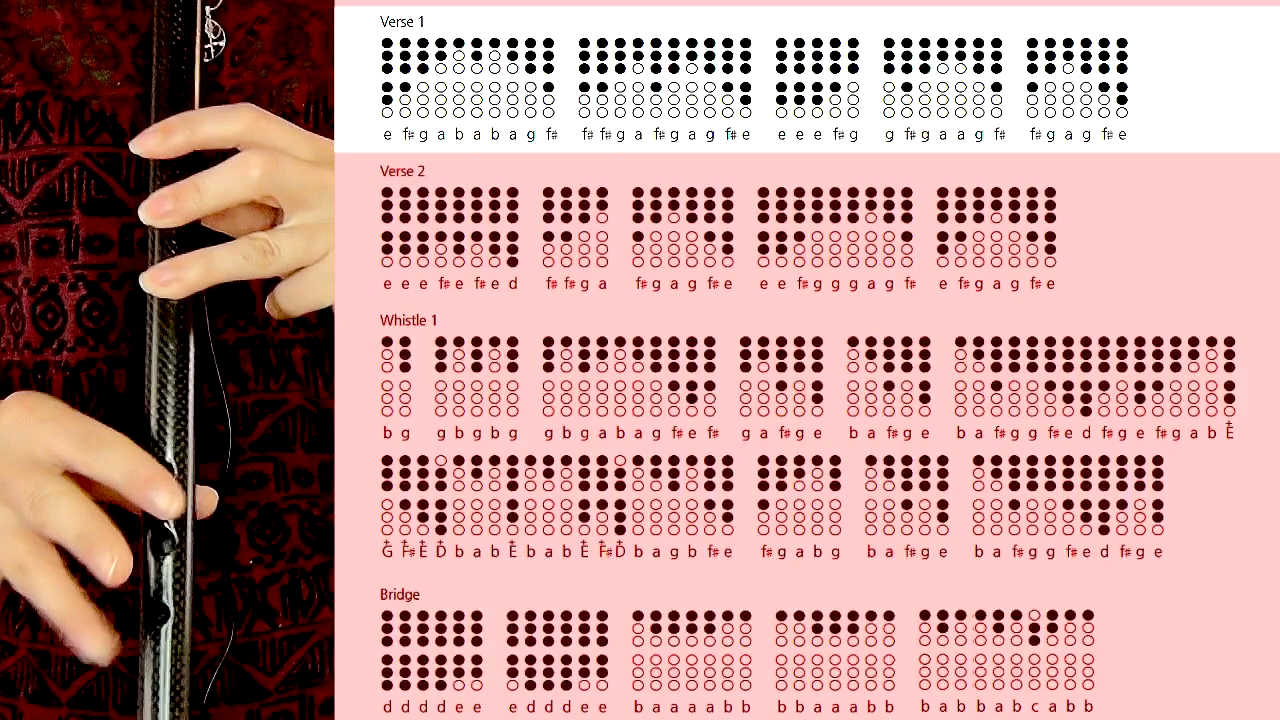 Verse 1
e f# g a b a b a g f# f# f# g a f# g a g f# e e e e f# g g f# g a a g f# f# g a g f# e
Verse 2
e e e f# e f# e d f# f# g a f# g a g f# e e e f# g g g a g f# e f# g a g f# e
Whistle 1
b g g b g b g g b g a b a g f# e f# g a f# g e b a f# g e b a f# g g f# e d f# g e f# g a b E+
G+ F#+ E+ D+ b a b E+ b a b E+ F#+ D+ b a g b f# e f# g a b g b a f# g e b a f# g g f# e d f# g e
Bridge
d d d d e e e d d d e e b a a a a b b b b a a a b b b a b b a b c a b b